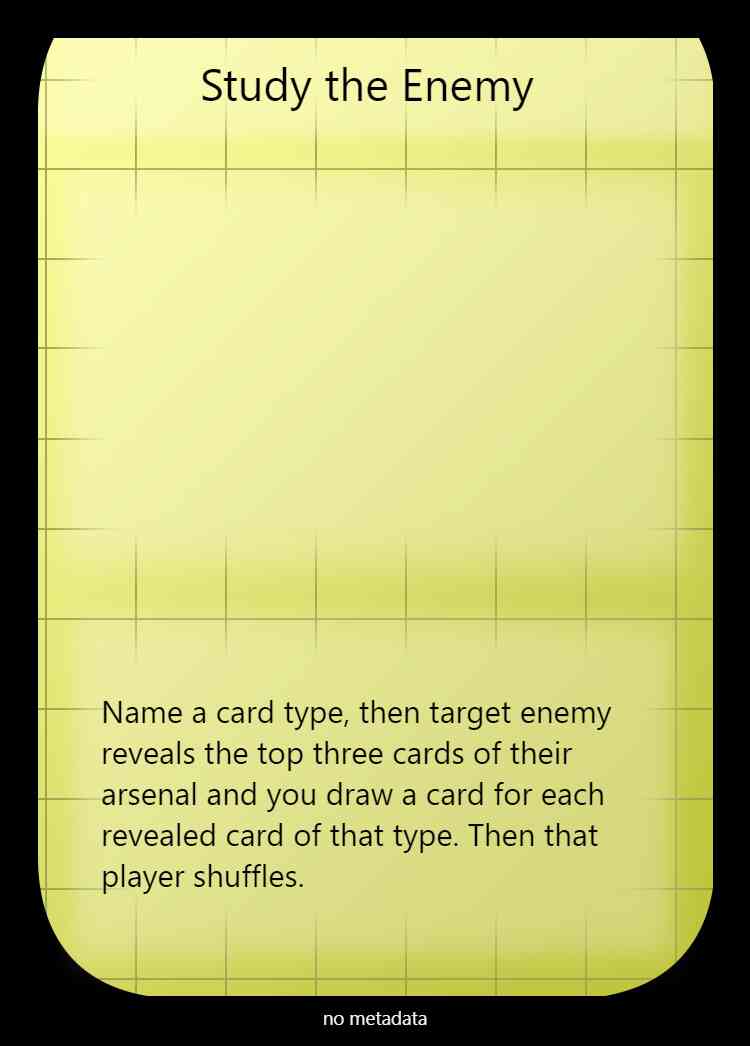 Study the Enemy
Name a card type, then target enemy
reveals the top three cards of their
arsenal and you draw a card for each
revealed card of that type. Then that
player shuffles.
no metadata